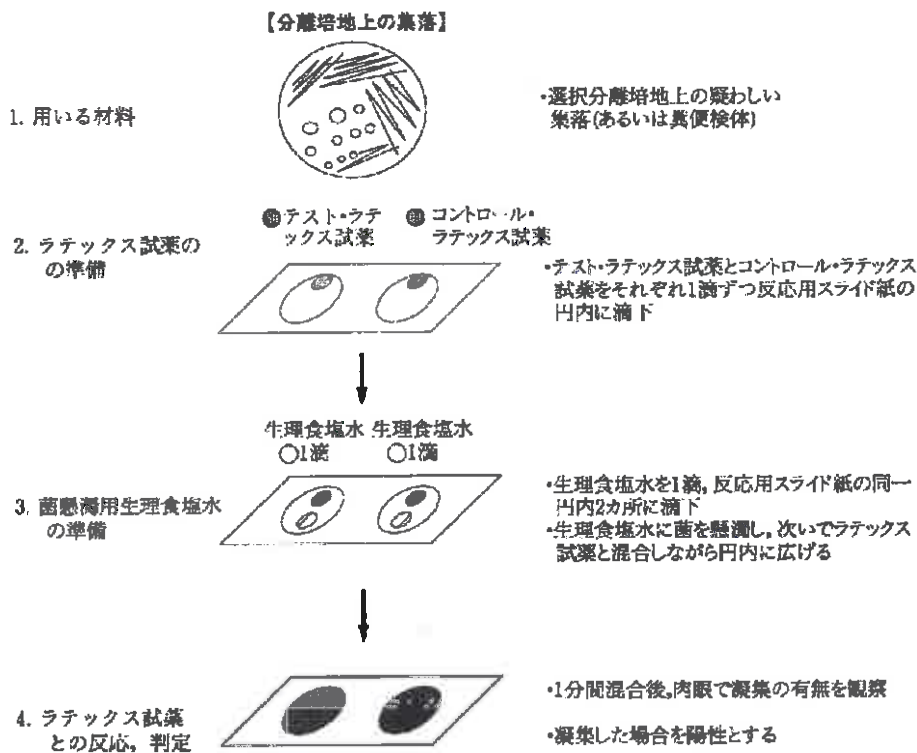 【分離培地上の集落】
1. 用いる材料
・選択分離培地上の疑わしい
集落(あるいは糞便検体)
テスト・ラテ
ックス試薬
コントロール・
ラテックス試薬
2. ラテックス試薬の
の準備
・テスト・ラテックス試薬とコントロール・ラテックス
試薬をそれぞれ1滴ずつ反応用スライド紙の
円内に滴下
生理食塩水 生理食塩水
○1滴 ○1滴
3. 菌懸濁用生理食塩水
の準備
・生理食塩水を1滴, 反応用スライド紙の同一
円内2カ所に滴下
・生理食塩水に菌を懸濁し, 次いでラテックス
試薬と混合しながら円内に広げる
4. ラテックス試薬
との反応, 判定
・1分間混合後, 肉眼で凝集の有無を観察
・凝集した場合を陽性とする